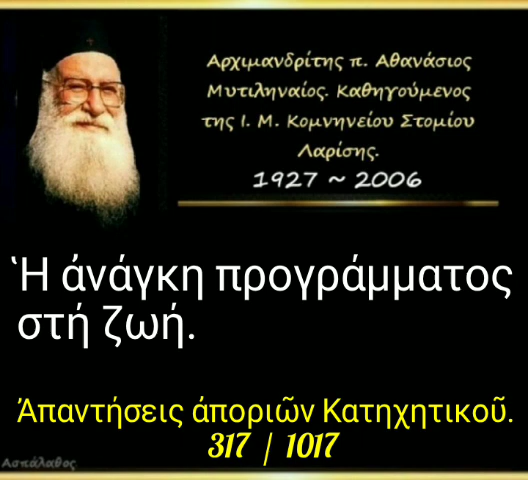 Αρχιμανδρίτης π. Αθανάσιος
Μυτιληναίος. Καθηγούμενος
της Ι. Μ. Κομνηνείου Στομίου
Λαρίσης.
1927 ~ 2006
Ἡ ἀνάγκη προγράμματος
στή ζωή.
Ἀπαντήσεις ἀποριῶν Κατηχητικοῦ.
317 / 1017
Ασπάλαθος